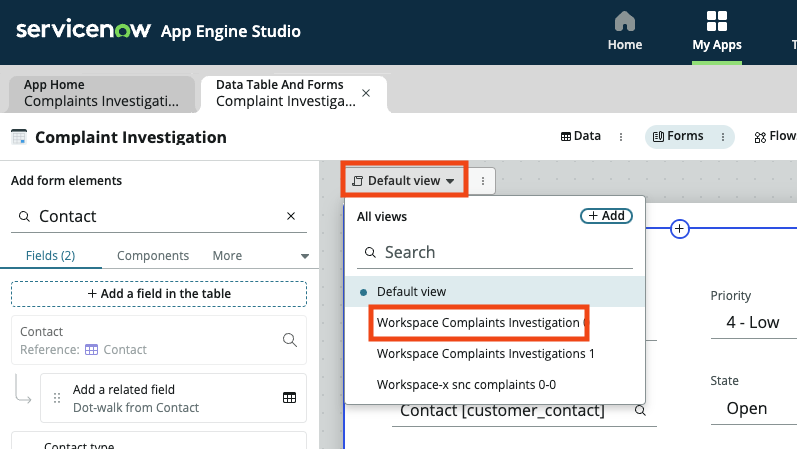 servicenow App Engine Studio
Home
My Apps
T
App Home
Complaints Investigati...
Data Table And Forms
Complaint Investiga...
Complaint Investigation
Data
Forms
Flow
Add form elements
Default view
Contact
All views
+ Add
Search
Fields (2)
Components
More
+ Add a field in the table
Default view
Priority
Contact
Reference: Contact
Workspace Complaints Investigation 0
4 - Low
Workspace Complaints Investigations 1
Add a related field
Dot-walk from Contact
Workspace-x snc complaints 0-0
State
Contact [customer_contact]
Open
Contact type